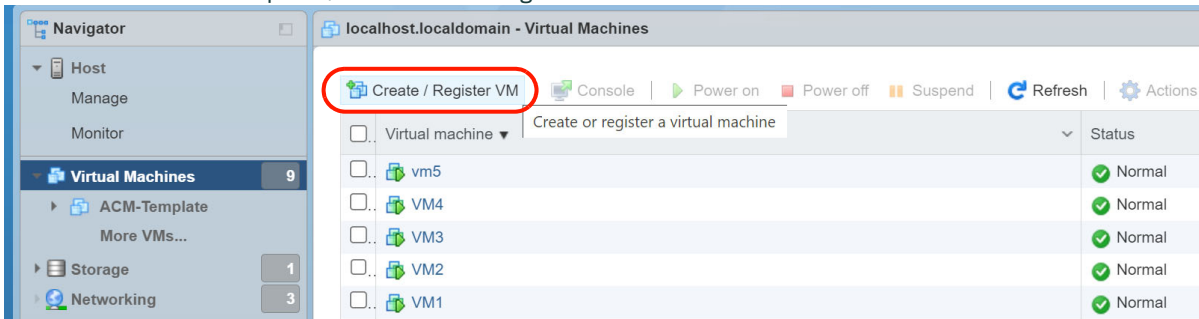 Navigator
localhost.localdomain - Virtual Machines
Host
Manage
Monitor
Virtual Machines 9
ACM-Template
More VMs...
Storage 1
Networking 3
Create / Register VM Console Power on Power off Suspend Refresh Actions
Create or register a virtual machine
Virtual machine Status
vm5 Normal
VM4 Normal
VM3 Normal
VM2 Normal
VM1 Normal